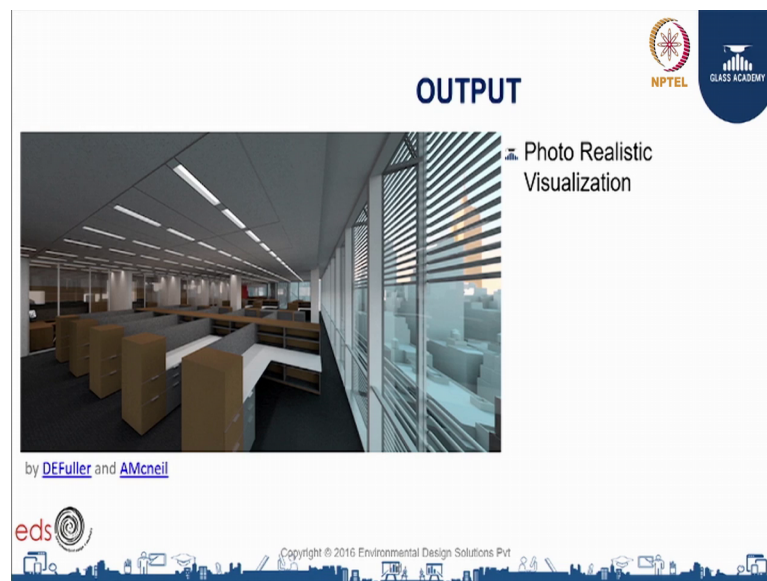 NPTEL
GLASS ACADEMY
OUTPUT
Photo Realistic
Visualization
by DEFuller and AMcneil
eds
Copyright © 2016 Environmental Design Solutions Pvt